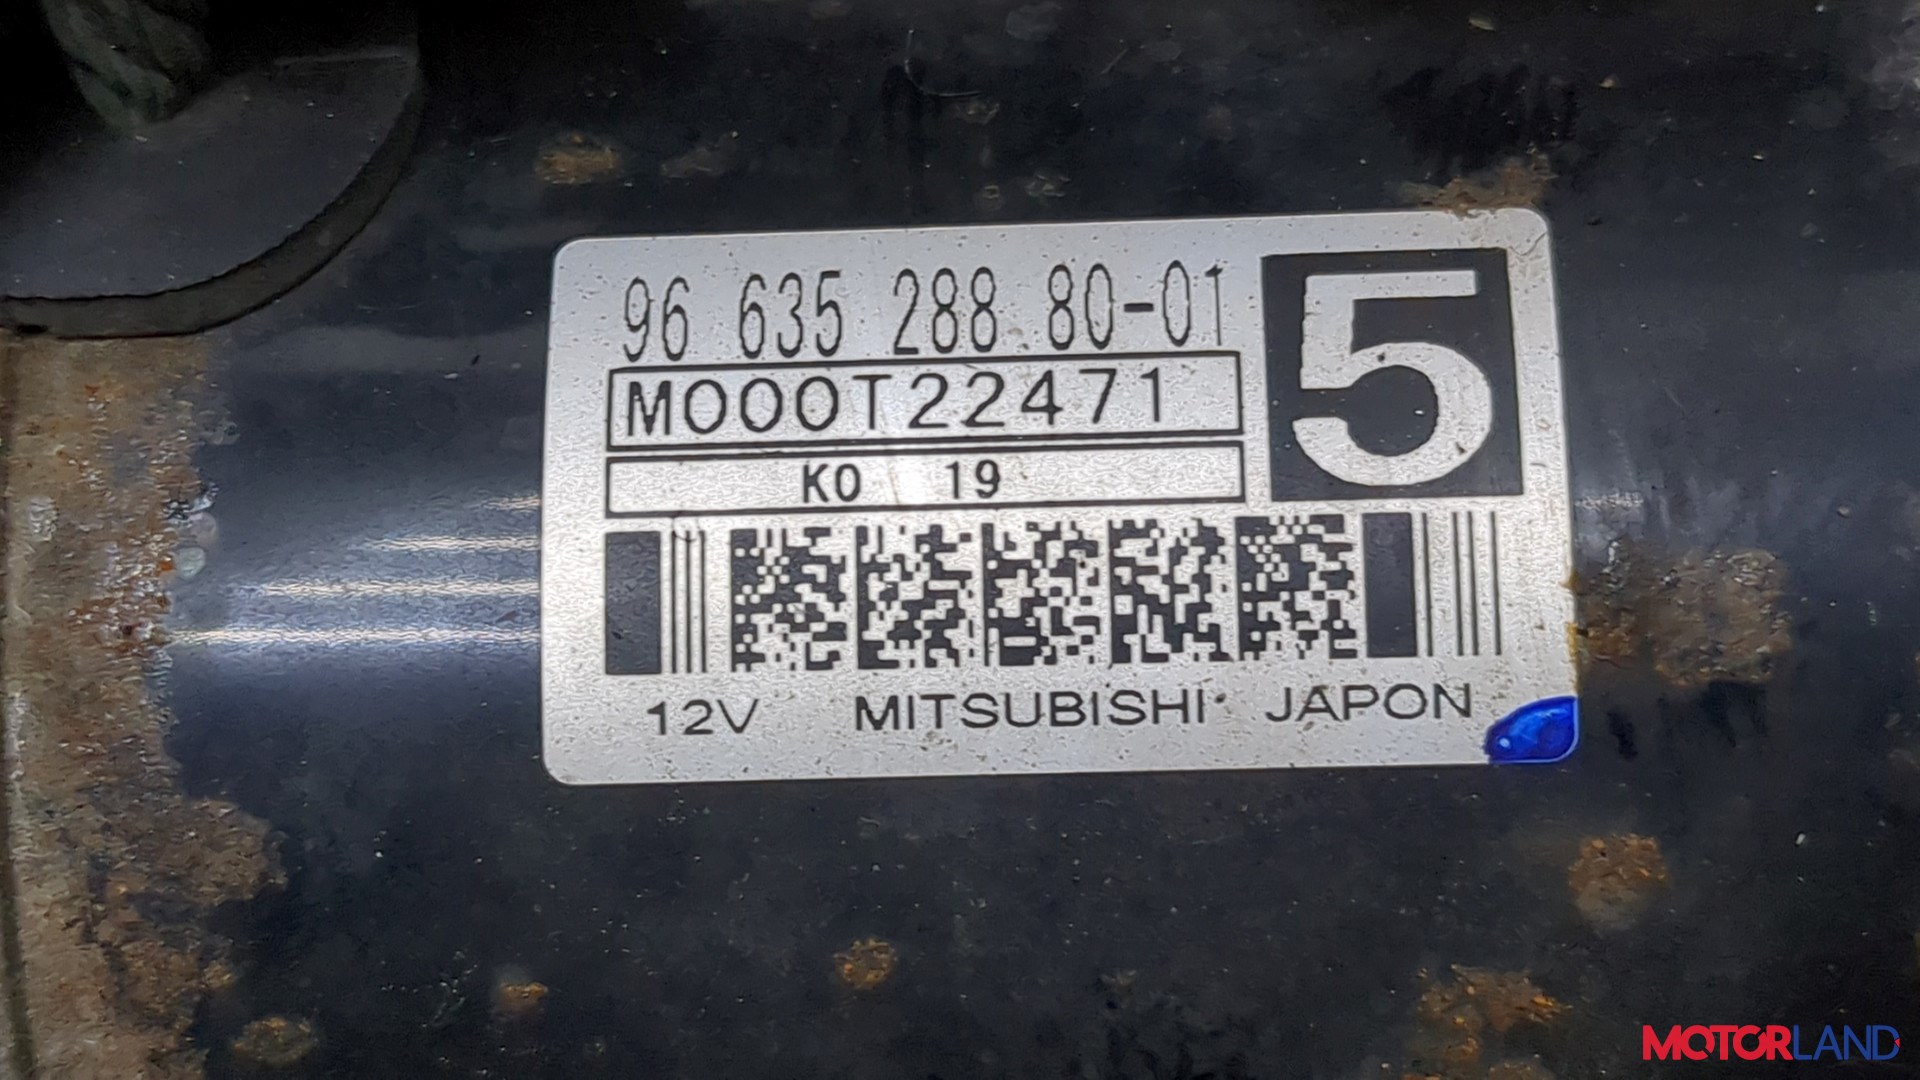 96 635 288 80-01
5
M000T22471
K0 19
12V MITSUBISHI JAPON
MOTORLAND